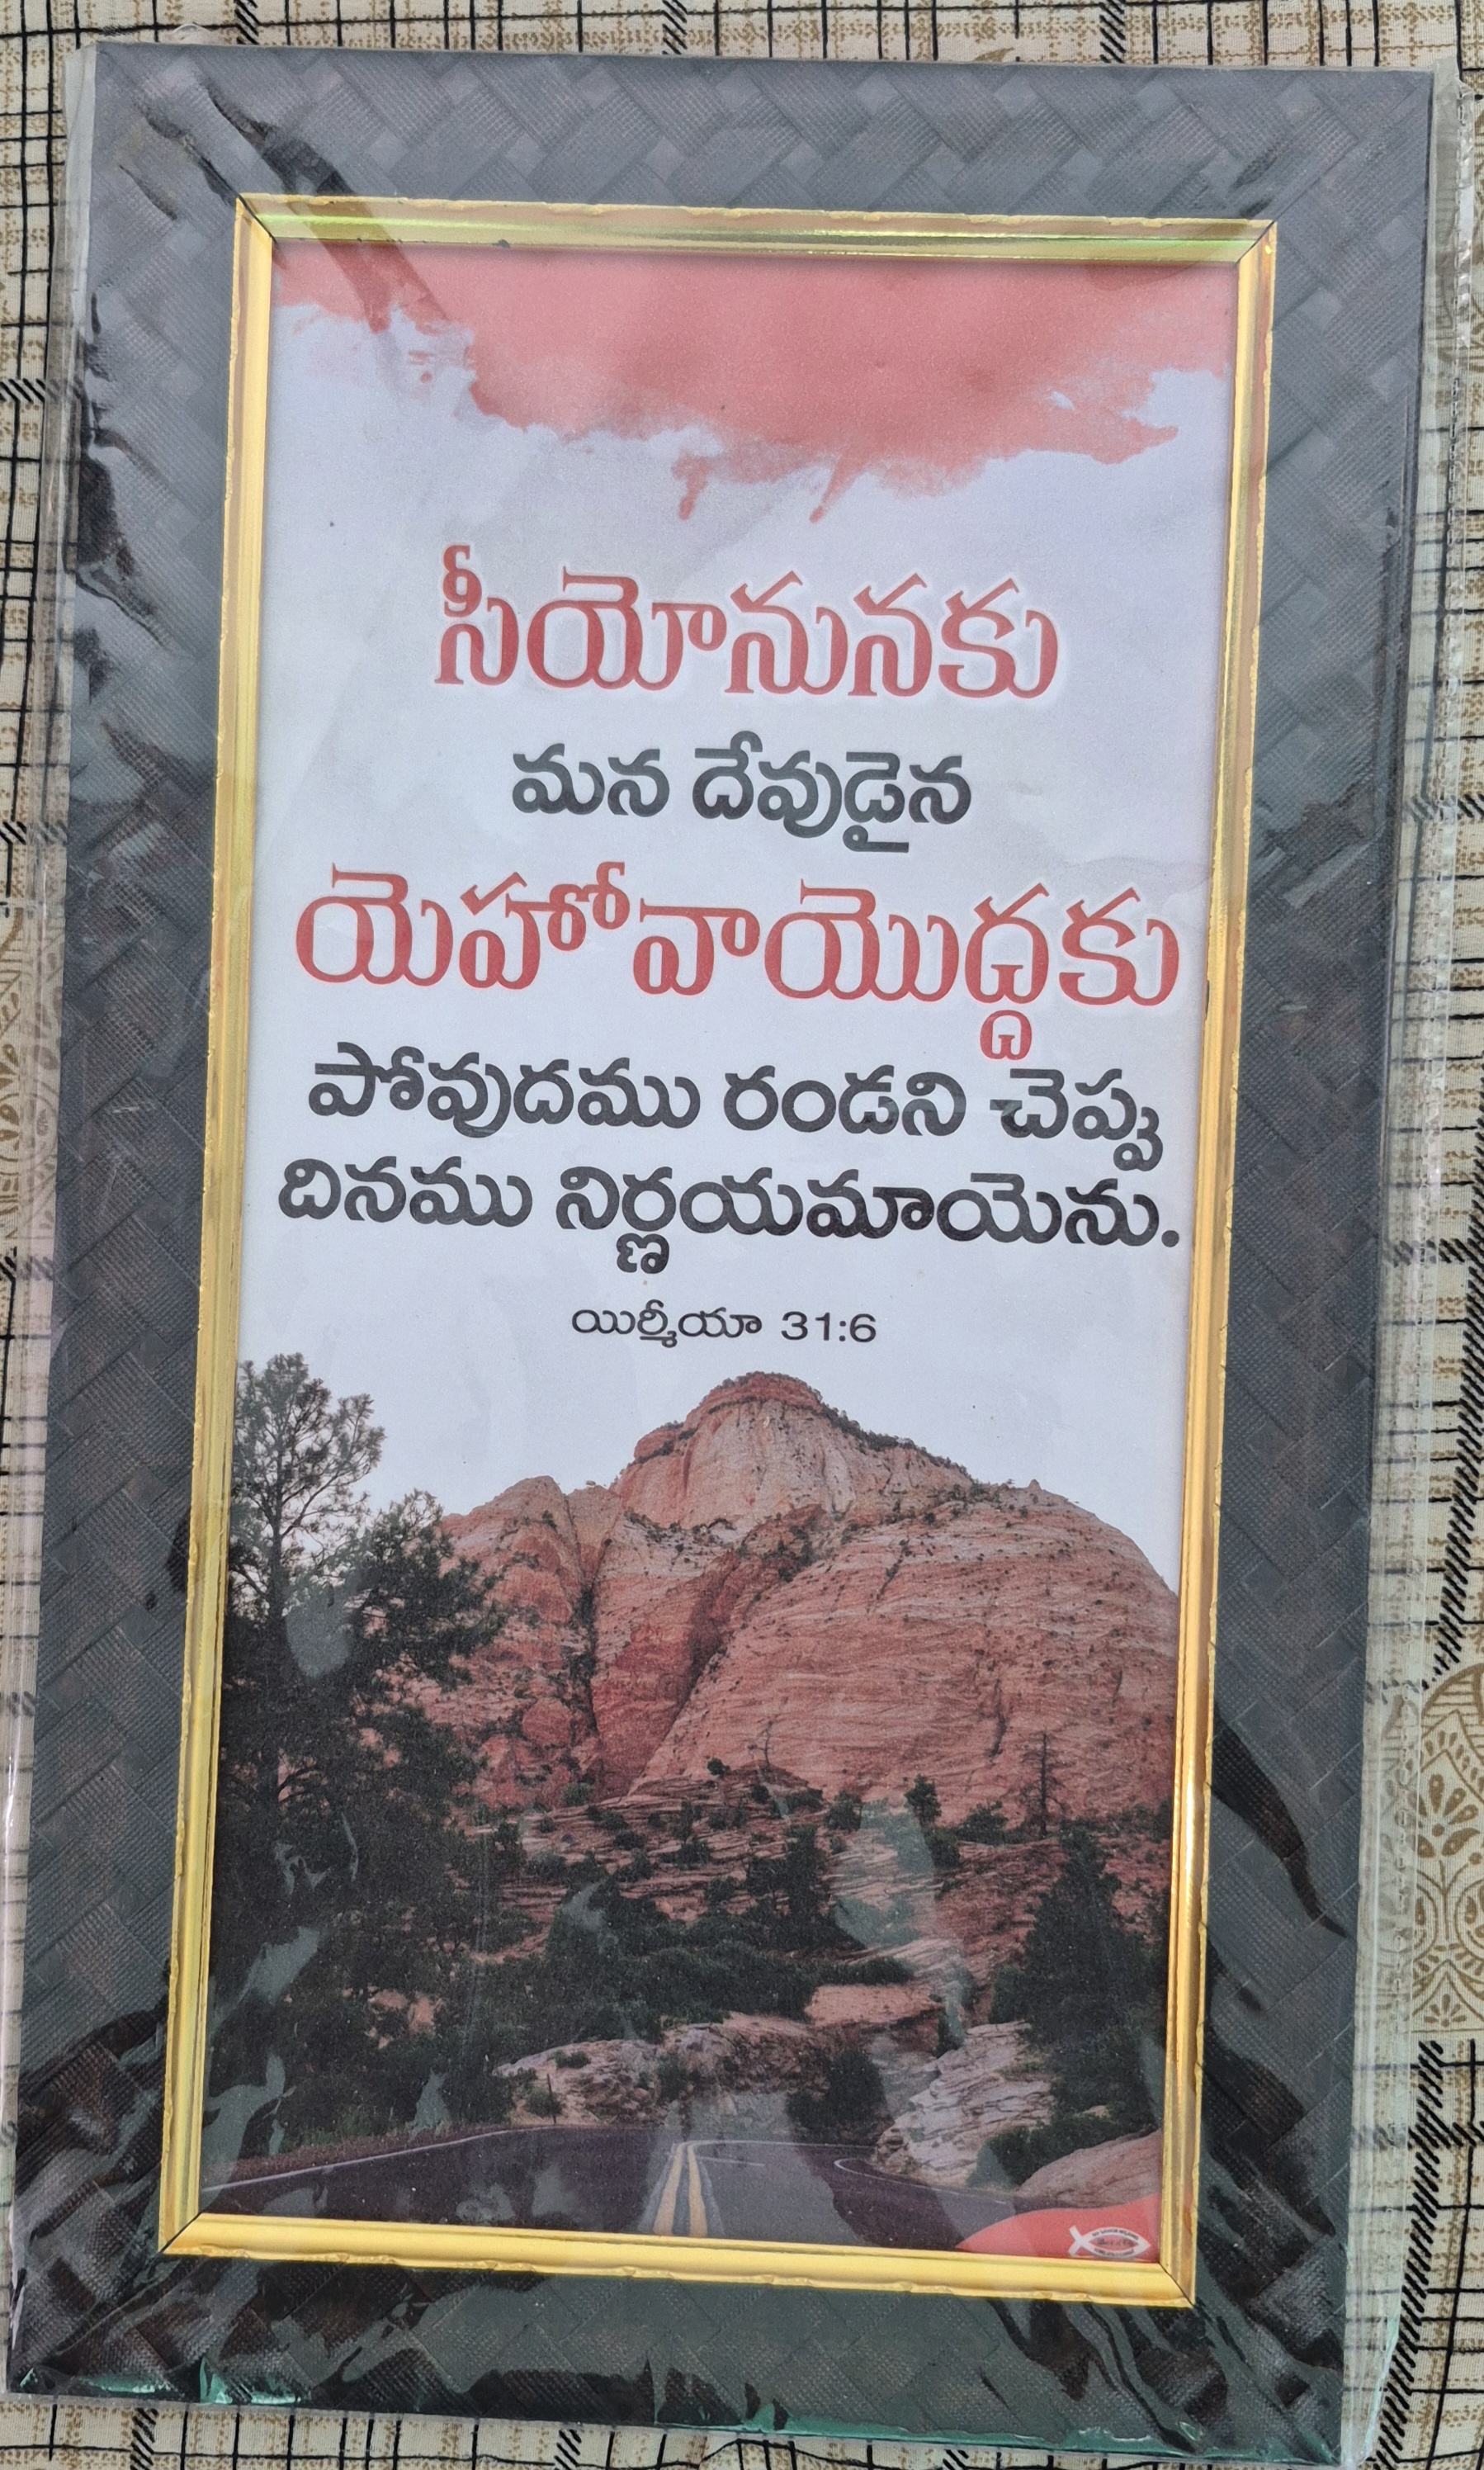 సీయోనునకు
మన దేవుడైన
యెహోవాయొద్దకు
పోవుదము రండని చెప్పు
దినము నిర్ణయమాయెను.
యిర్మీయా 31:6